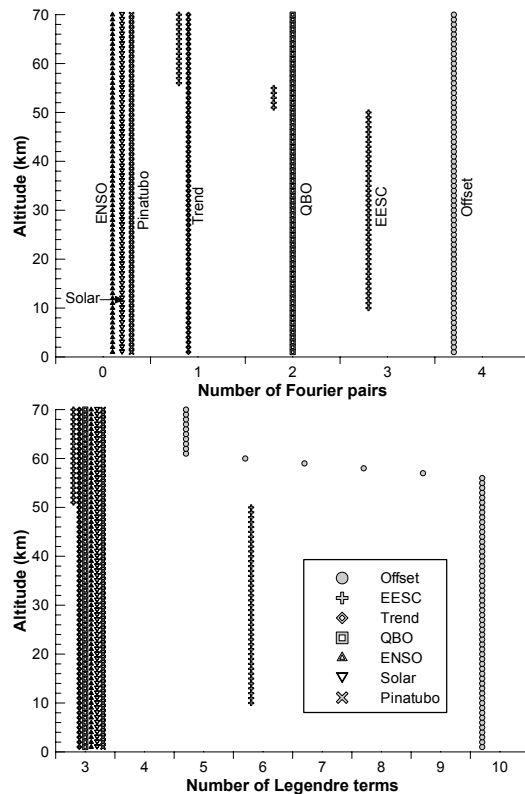 70
60
50
40
30
20
10
0
Altitude (km)
ENSO
Pinatubo
Trend
QBO
EESC
Offset
Solar
0 1 2 3 4
Number of Fourier pairs
70
60
50
40
30
20
10
0
Altitude (km)
Offset
EESC
Trend
QBO
ENSO
Solar
Pinatubo
3 4 5 6 7 8 9 10
Number of Legendre terms